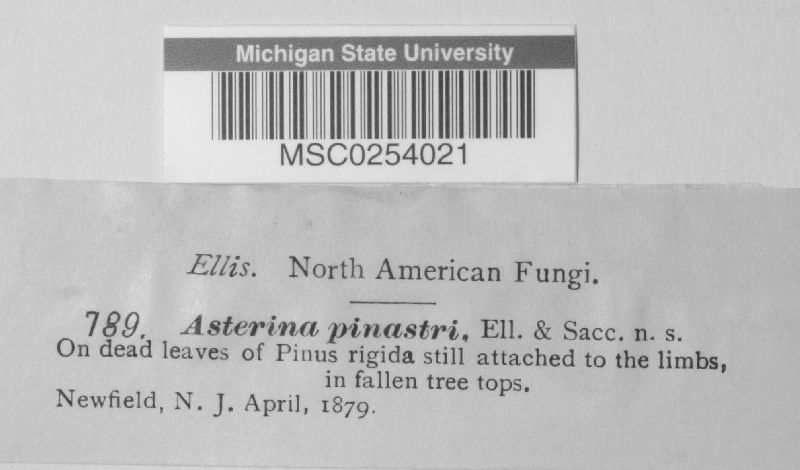 Michigan State University
MSC0254021
Ellis. North American Fungi.
789. Asterina pinastri, Ell. & Sacc. n. s.
On dead leaves of Pinus rigida still attached to the limbs,
in fallen tree tops.
Newfield, N. J. April, 1879.